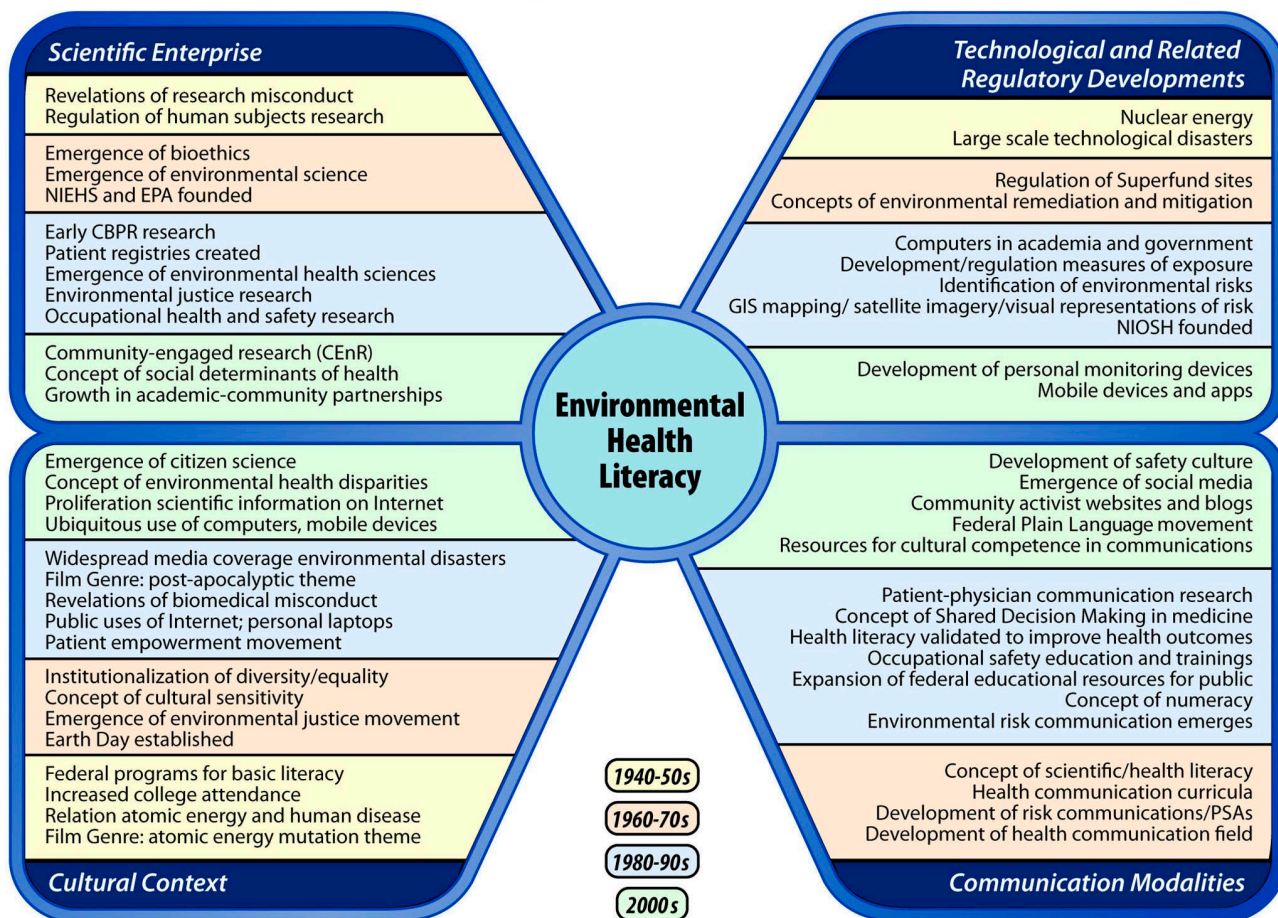 Scientific Enterprise
Revelations of research misconduct
Regulation of human subjects research
Emergence of bioethics
Emergence of environmental science
NIEHS and EPA founded
Early CBPR research
Patient registries created
Emergence of environmental health sciences
Environmental justice research
Occupational health and safety research
Community-engaged research (CEnR)
Concept of social determinants of health
Growth in academic-community partnerships
Technological and Related
Regulatory Developments
Nuclear energy
Large scale technological disasters
Regulation of Superfund sites
Concepts of environmental remediation and mitigation
Computers in academia and government
Development/regulation measures of exposure
Identification of environmental risks
GIS mapping/ satellite imagery/visual representations of risk
NIOSH founded
Development of personal monitoring devices
Mobile devices and apps
Environmental
Health
Literacy
Emergence of citizen science
Concept of environmental health disparities
Proliferation scientific information on Internet
Ubiquitous use of computers, mobile devices
Widespread media coverage environmental disasters
Film Genre: post-apocalyptic theme
Revelations of biomedical misconduct
Public uses of Internet; personal laptops
Patient empowerment movement
Institutionalization of diversity/equality
Concept of cultural sensitivity
Emergence of environmental justice movement
Earth Day established
Federal programs for basic literacy
Increased college attendance
Relation atomic energy and human disease
Film Genre: atomic energy mutation theme
Cultural Context
Development of safety culture
Emergence of social media
Community activist websites and blogs
Federal Plain Language movement
Resources for cultural competence in communications
Patient-physician communication research
Concept of Shared Decision Making in medicine
Health literacy validated to improve health outcomes
Occupational safety education and trainings
Expansion of federal educational resources for public
Concept of numeracy
Environmental risk communication emerges
Concept of scientific/health literacy
Health communication curricula
Development of risk communications/PSAs
Development of health communication field
Communication Modalities
1940-50s
1960-70s
1980-90s
2000s